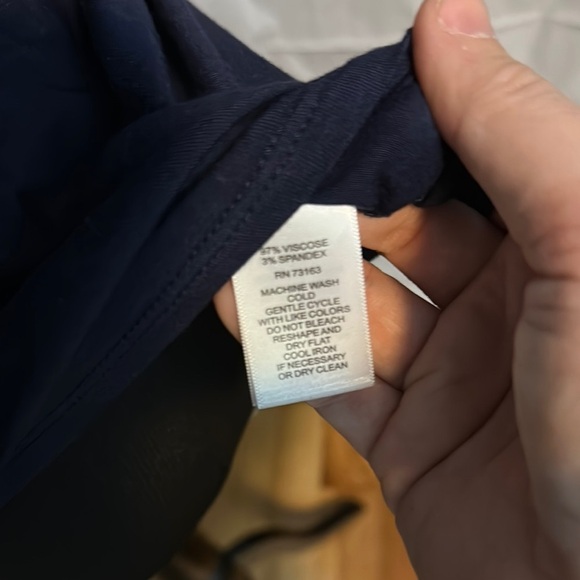 97% VISCOSE
3% SPANDEX
RN 73163
MACHINE WASH
COLD
GENTLE CYCLE
WITH LIKE COLORS
DO NOT BLEACH
RESHAPE AND
DRY FLAT
COOL IRON
IF NECESSARY
OR DRY CLEAN